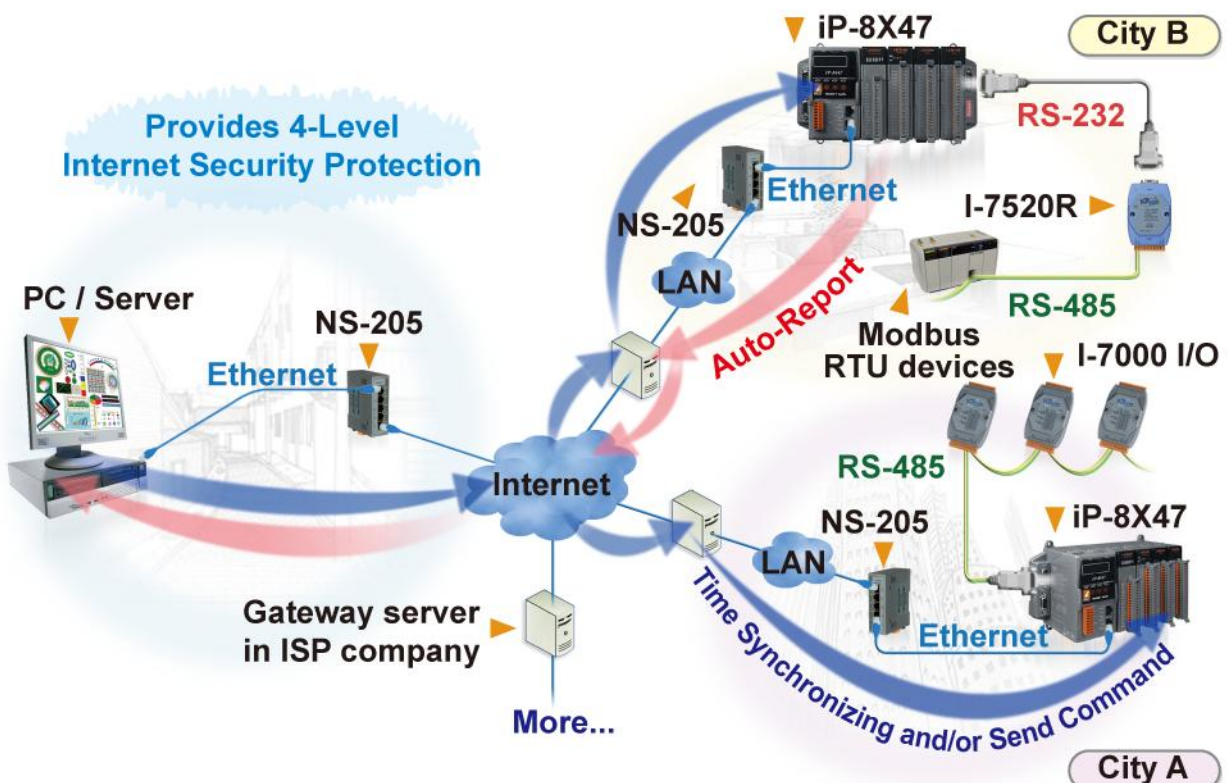 iP-8X47
City B
Provides 4-Level
Internet Security Protection
RS-232
Ethernet
NS-205
I-7520R
LAN
Auto-Report
RS-485
Modbus
RTU devices
I-7000 I/O
PC / Server
NS-205
Ethernet
Internet
RS-485
NS-205
iP-8X47
LAN
Gateway server
in ISP company
Ethernet
Time Synchronizing and/or Send Command
More...
City A